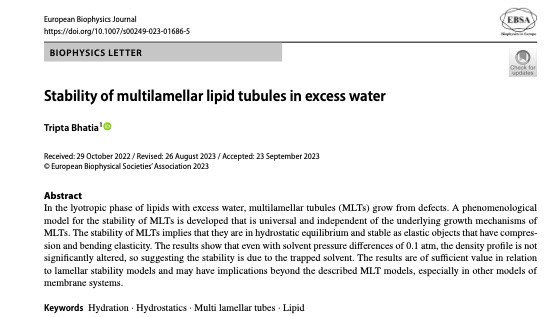 European Biophysics Journal
https://doi.org/10.1007/s00249-023-01686-5
EBSA
BIOPHYSICS LETTER
Check for
updates
Stability of multilamellar lipid tubules in excess water
Tripta Bhatia¹
Received: 29 October 2022 / Revised: 26 August 2023 / Accepted: 23 September 2023
© European Biophysical Societies' Association 2023
Abstract
In the lyotropic phase of lipids with excess water, multilamellar tubules (MLTs) grow from defects. A phenomenological
model for the stability of MLTs is developed that is universal and independent of the underlying growth mechanisms of
MLTs. The stability of MLTs implies that they are in hydrostatic equilibrium and stable as elastic objects that have compres-
sion and bending elasticity. The results show that even with solvent pressure differences of 0.1 atm, the density profile is not
significantly altered, so suggesting the stability is due to the trapped solvent. The results are of sufficient value in relation
to lamellar stability models and may have implications beyond the described MLT models, especially in other models of
membrane systems.
Keywords Hydration · Hydrostatics · Multi lamellar tubes · Lipid